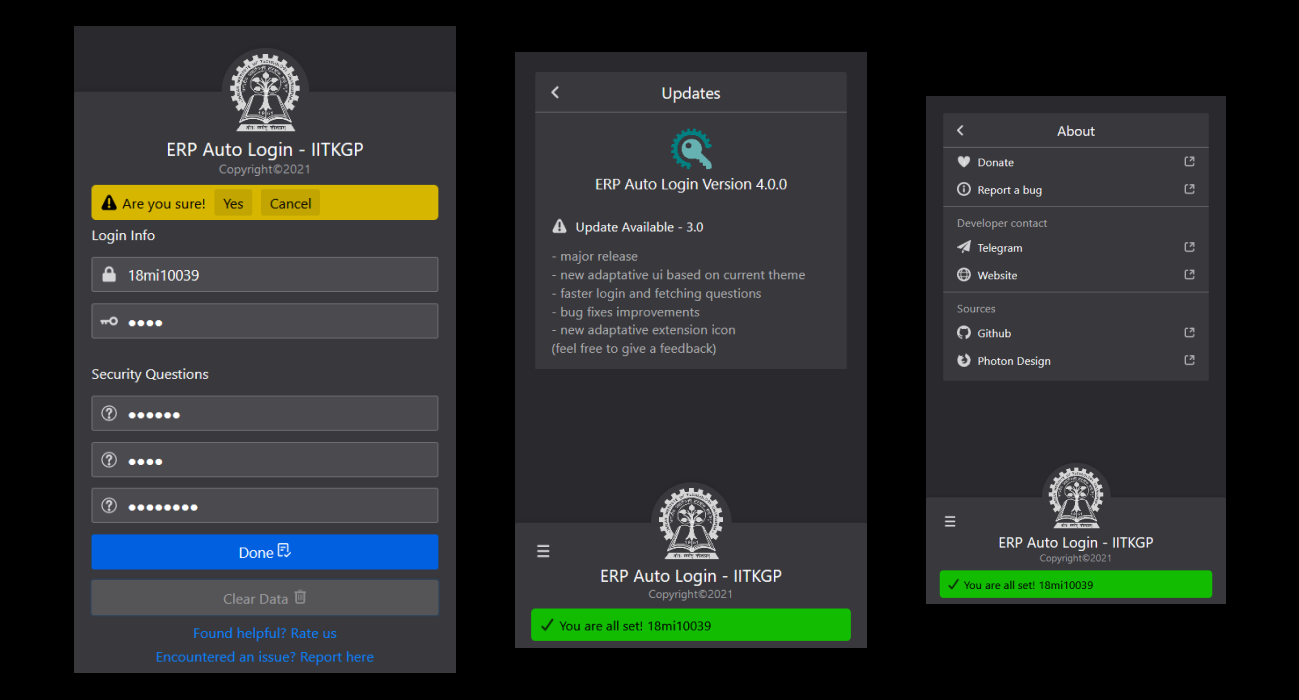 ERP Auto Login - IITKGP
Copyright©2021
Are you sure! Yes Cancel
Login Info
18mi10039
●●●●
Security Questions
●●●●●●
●●●●
●●●●●●●●
Done
Clear Data
Found helpful? Rate us
Encountered an issue? Report here
Updates
ERP Auto Login Version 4.0.0
Update Available - 3.0
- major release
- new adaptative ui based on current theme
- faster login and fetching questions
- bug fixes improvements
- new adaptative extension icon
(feel free to give a feedback)
ERP Auto Login - IITKGP
Copyright©2021
You are all set! 18mi10039
About
Donate
Report a bug
Developer contact
Telegram
Website
Sources
Github
Photon Design
ERP Auto Login - IITKGP
Copyright©2021
You are all set! 18mi10039